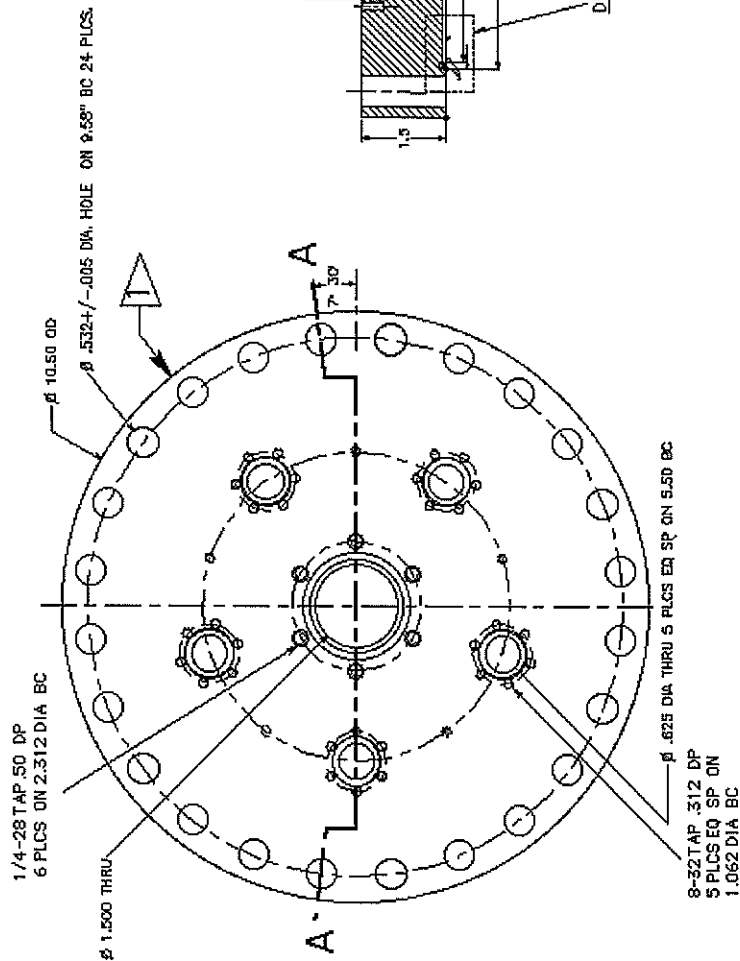 1/4-28 TAP .50 DP
6 PLCS ON 2.312 DIA BC
ø 1.500 THRU
ø 10.50 OD
ø .532+/-.005 DIA. HOLE ON 9.58" BC 24 PLCS.
1
A
7° 30'
A
ø .625 DIA THRU 5 PLCS EQ SP ON 5.50 BC
8-32 TAP .312 DP
5 PLCS EQ SP ON
1.062 DIA BC
1.5
D